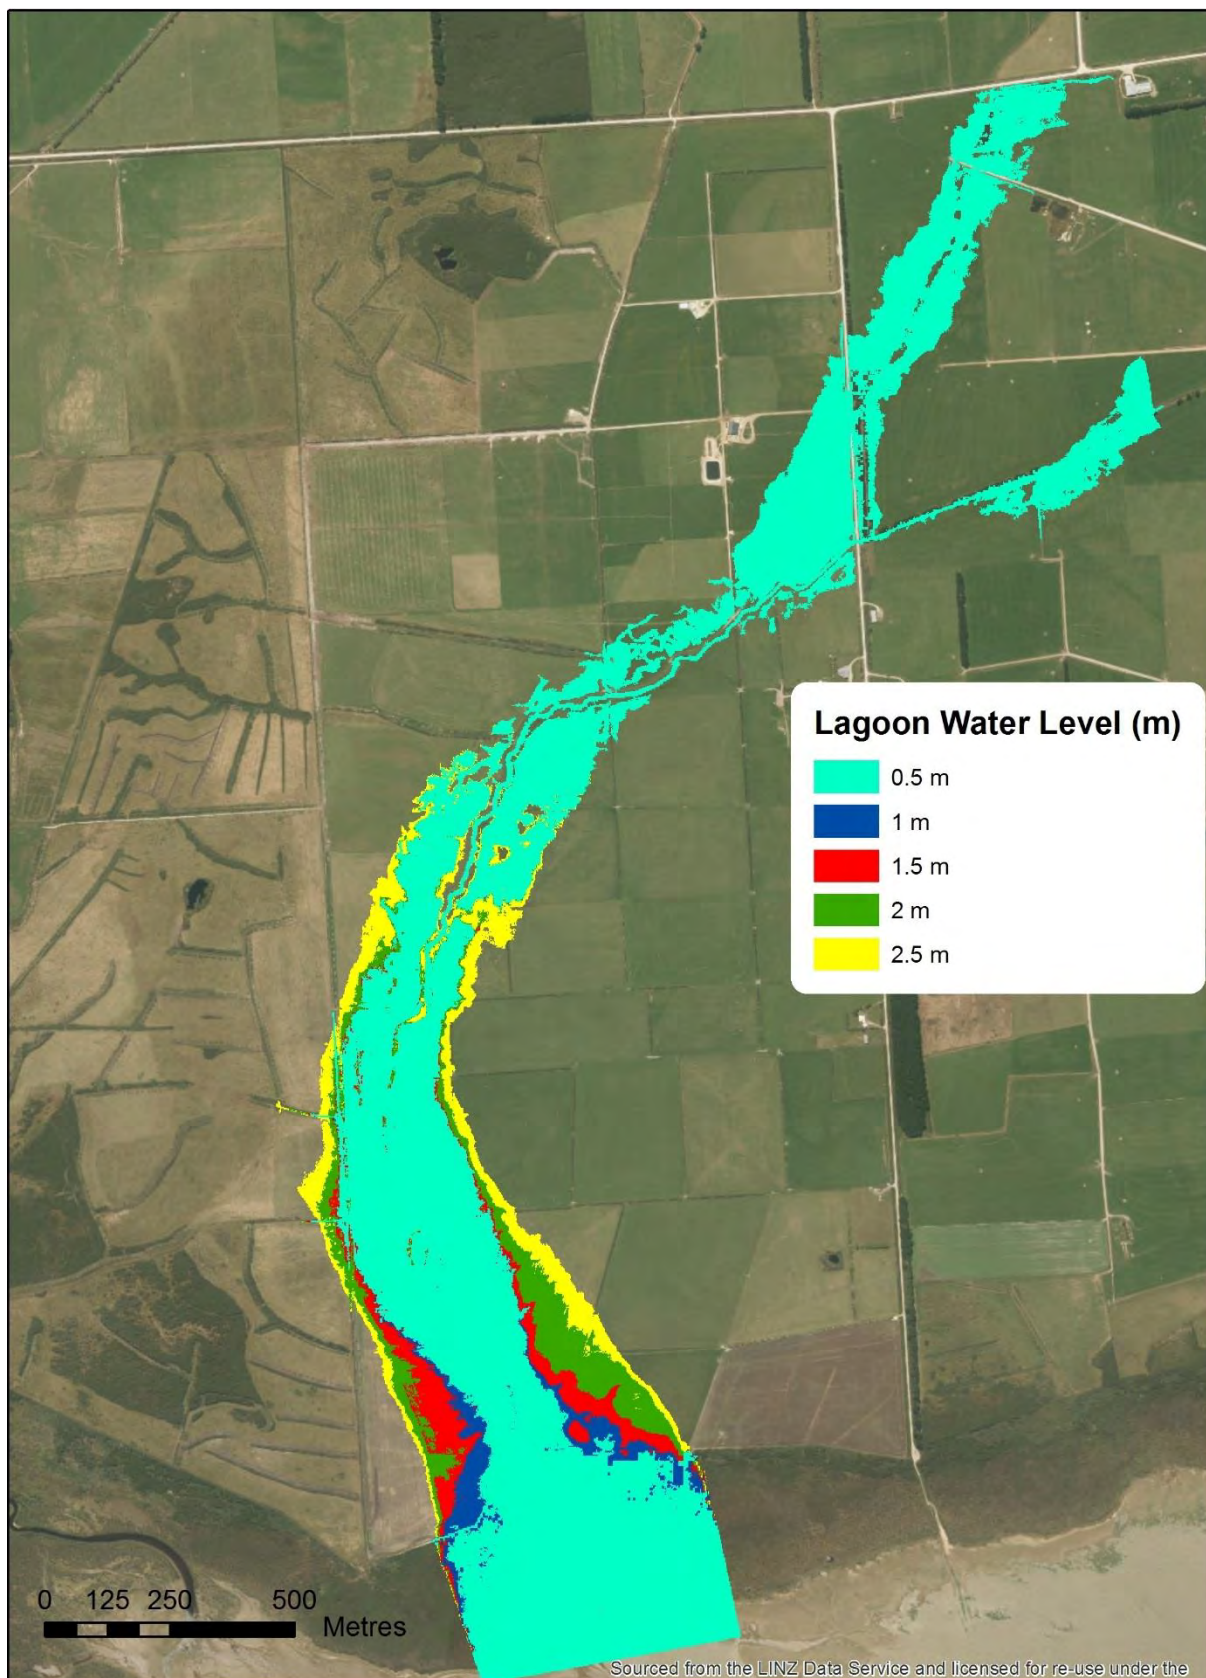 Lagoon Water Level (m)
0.5 m
1 m
1.5 m
2 m
2.5 m
0 125 250 500
Metres
Sourced from the LINZ Data Service and licensed for re-use under the